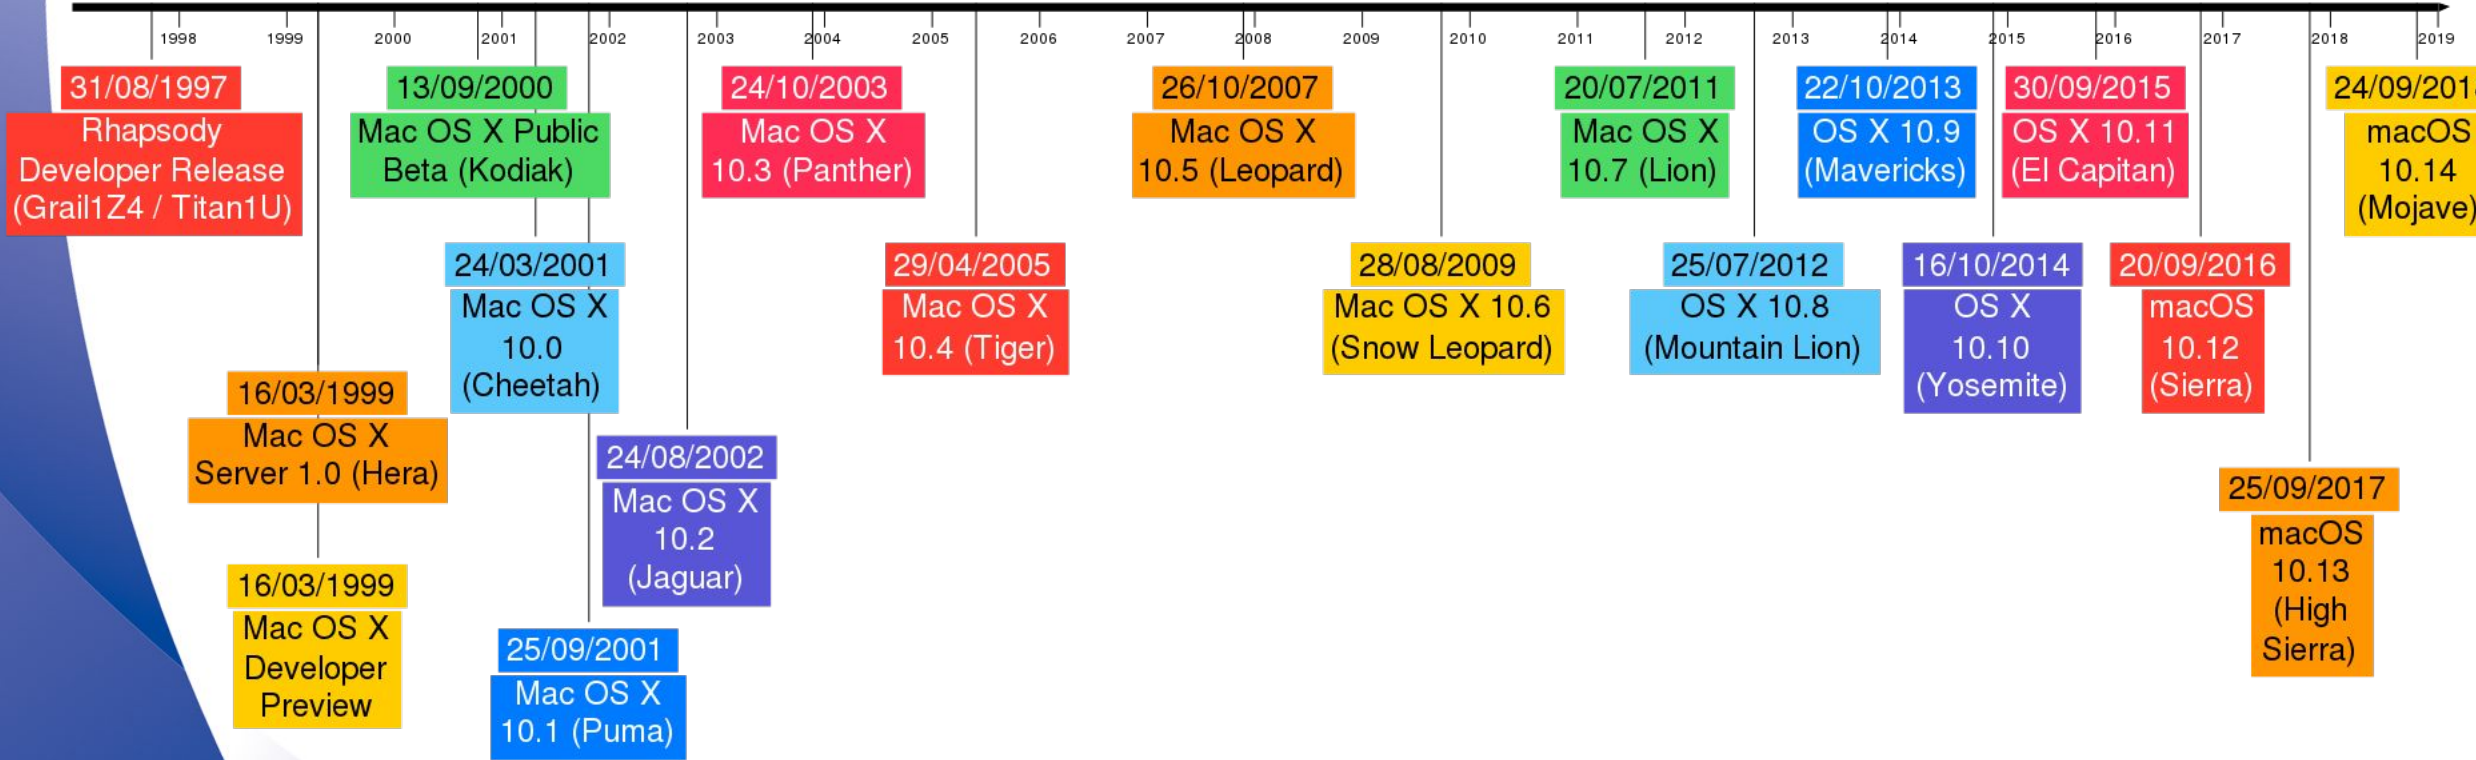 1998 1999 2000 2001 2002 2003 2004 2005 2006 2007 2008 2009 2010 2011 2012 2013 2014 2015 2016 2017 2018 2019
31/08/1997
Rhapsody
Developer Release
(Grail1Z4 / Titan1U)
13/09/2000
Mac OS X Public
Beta (Kodiak)
24/10/2003
Mac OS X
10.3 (Panther)
26/10/2007
Mac OS X
10.5 (Leopard)
20/07/2011
Mac OS X
10.7 (Lion)
22/10/2013
OS X 10.9
(Mavericks)
30/09/2015
OS X 10.11
(El Capitan)
24/09/201
macOS
10.14
(Mojave)
24/03/2001
Mac OS X
10.0
(Cheetah)
29/04/2005
Mac OS X
10.4 (Tiger)
28/08/2009
Mac OS X 10.6
(Snow Leopard)
25/07/2012
OS X 10.8
(Mountain Lion)
16/10/2014
OS X
10.10
(Yosemite)
20/09/2016
macOS
10.12
(Sierra)
16/03/1999
Mac OS X
Server 1.0 (Hera)
24/08/2002
Mac OS X
10.2
(Jaguar)
25/09/2017
macOS
10.13
(High
Sierra)
16/03/1999
Mac OS X
Developer
Preview
25/09/2001
Mac OS X
10.1 (Puma)